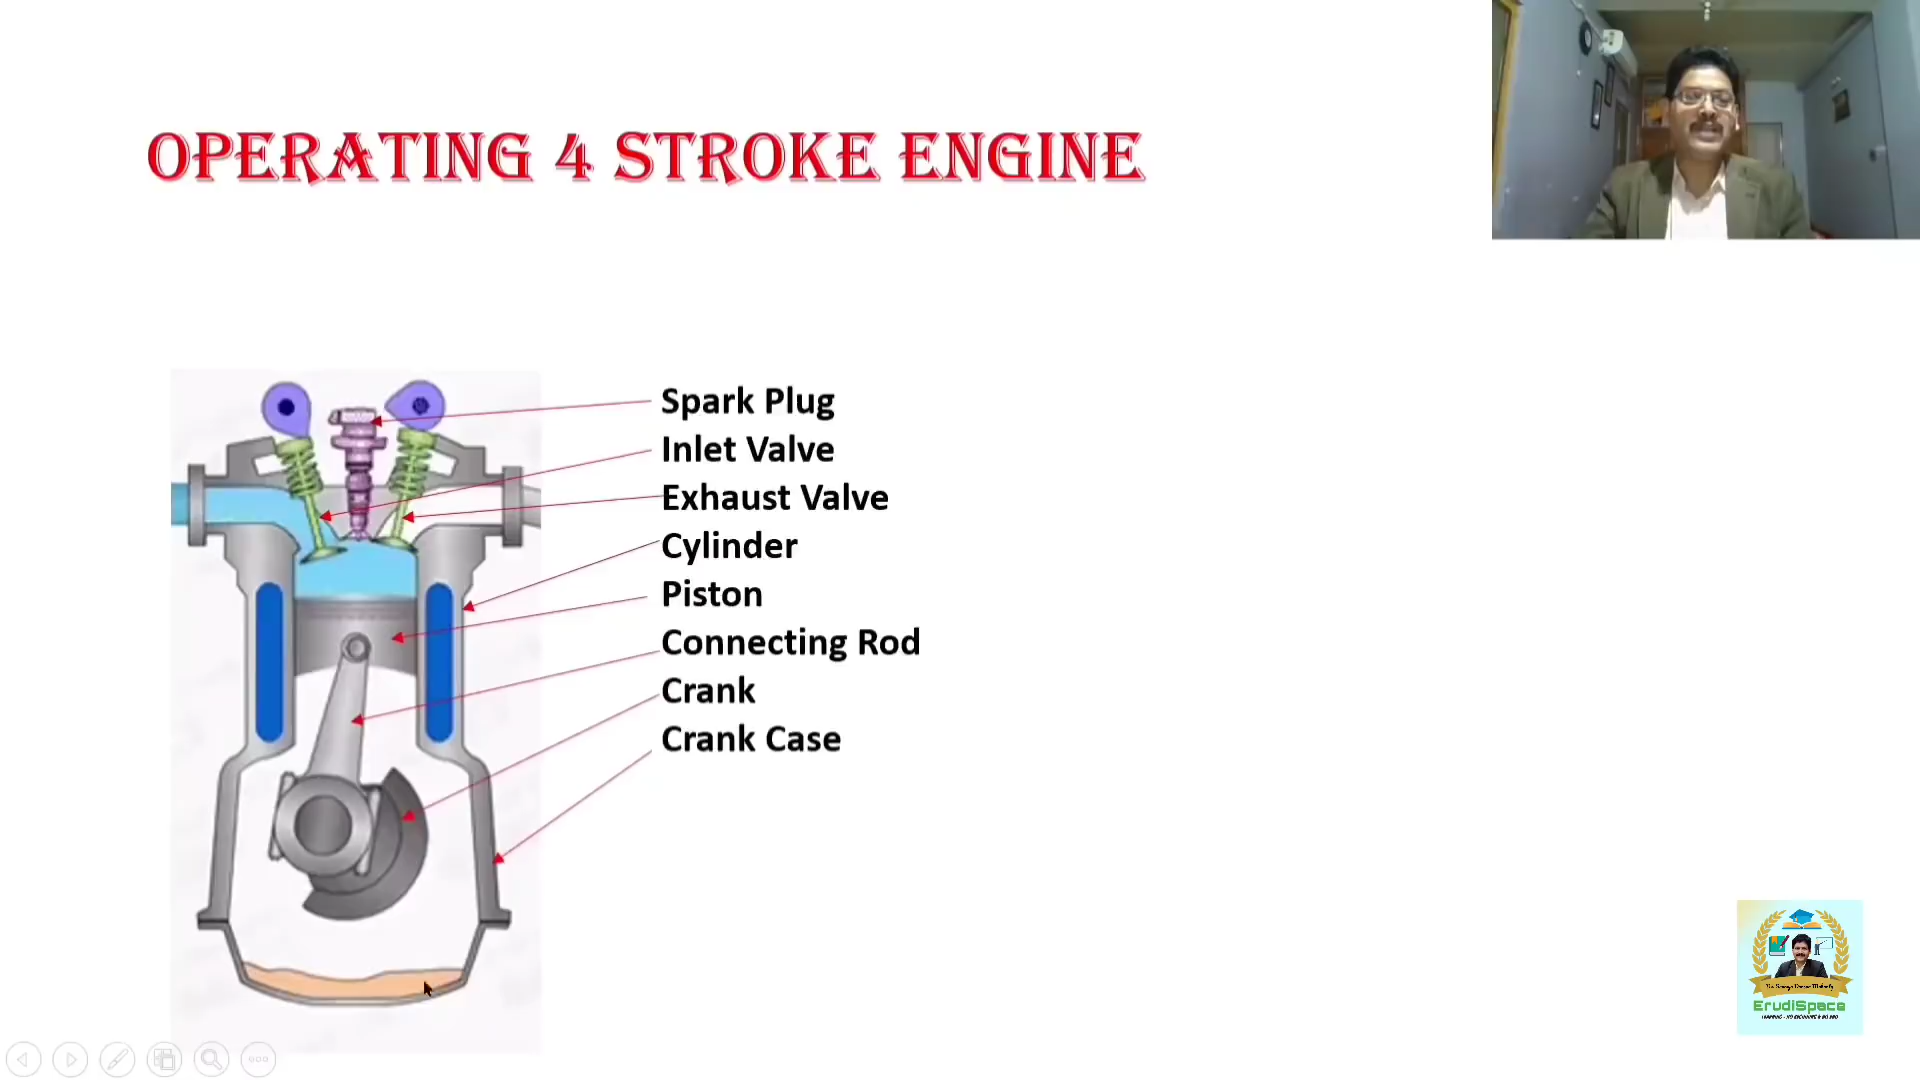 OPERATING 4 STROKE ENGINE
Spark Plug
Inlet Valve
Exhaust Valve
Cylinder
Piston
Connecting Rod
Crank
Crank Case
ErudiSpace